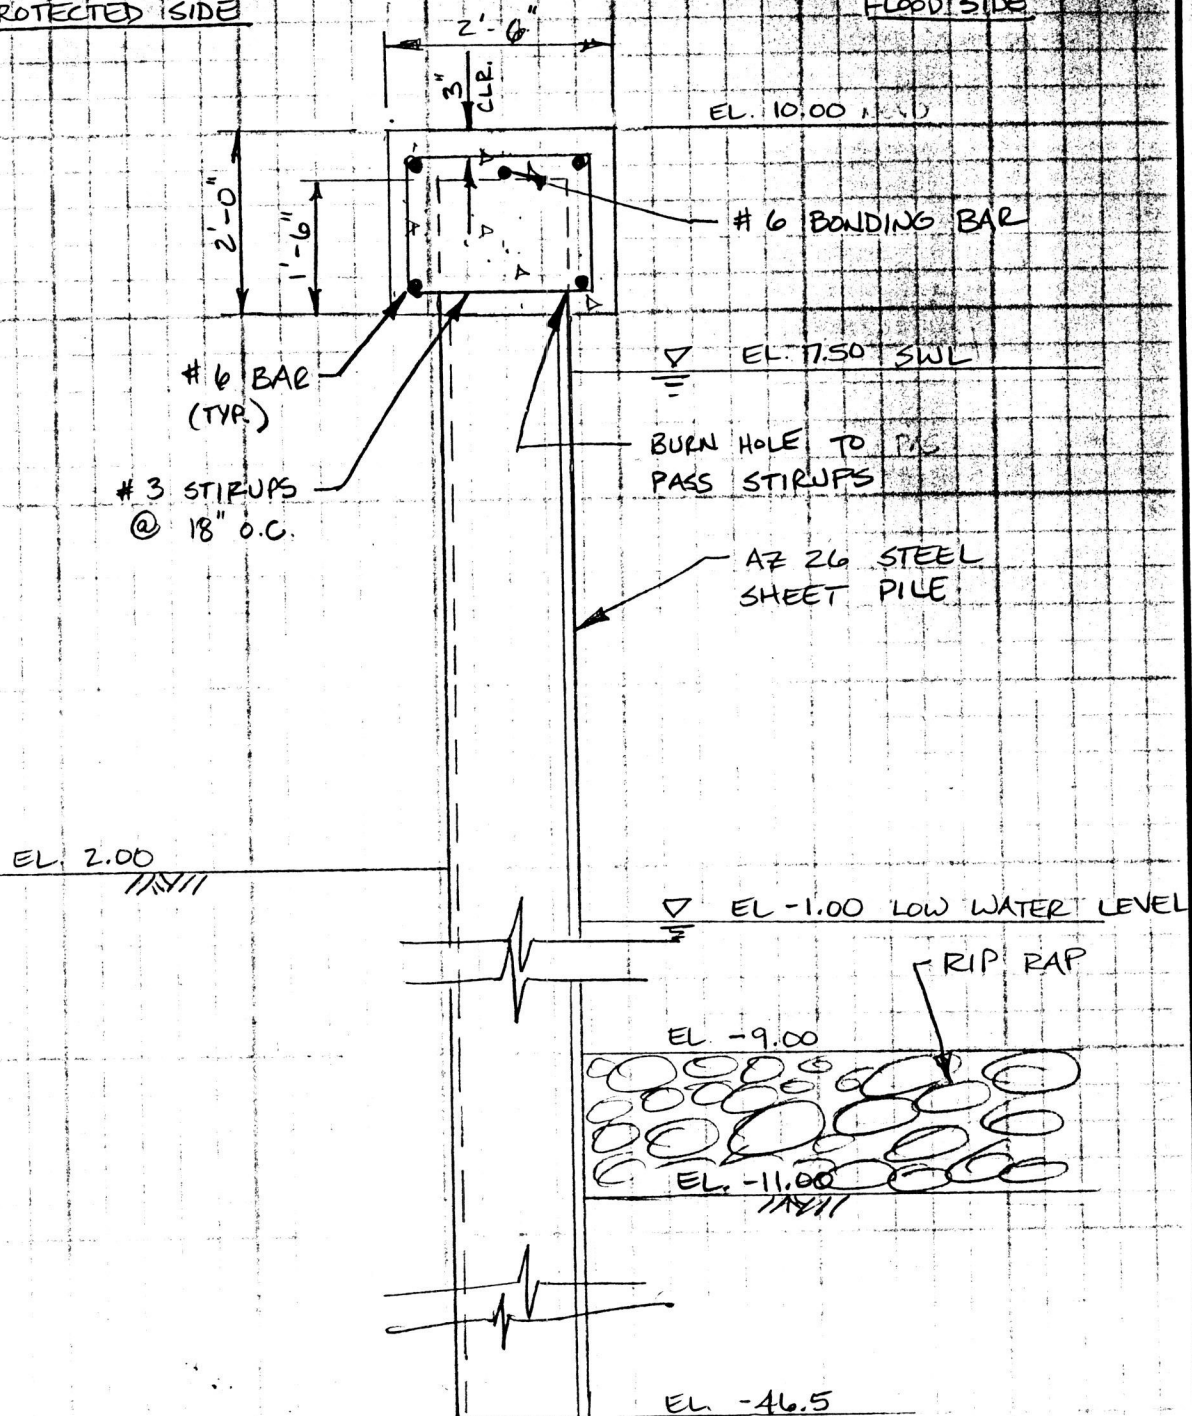 PROTECTED SIDE
FLOOD SIDE
2'-6"
3" CLR.
EL. 10.00
2'-0"
1'-6"
# 6 BONDING BAR
EL. 7.50 SWL
# 6 BAR
(TYP.)
BURN HOLE TO
PASS STIRUPS
# 3 STIRUPS
@ 18" O.C.
AZ 26 STEEL
SHEET PILE
EL. 2.00
EL -1.00 LOW WATER LEVEL
RIP RAP
EL -9.00
EL. -11.00
EL. -46.5